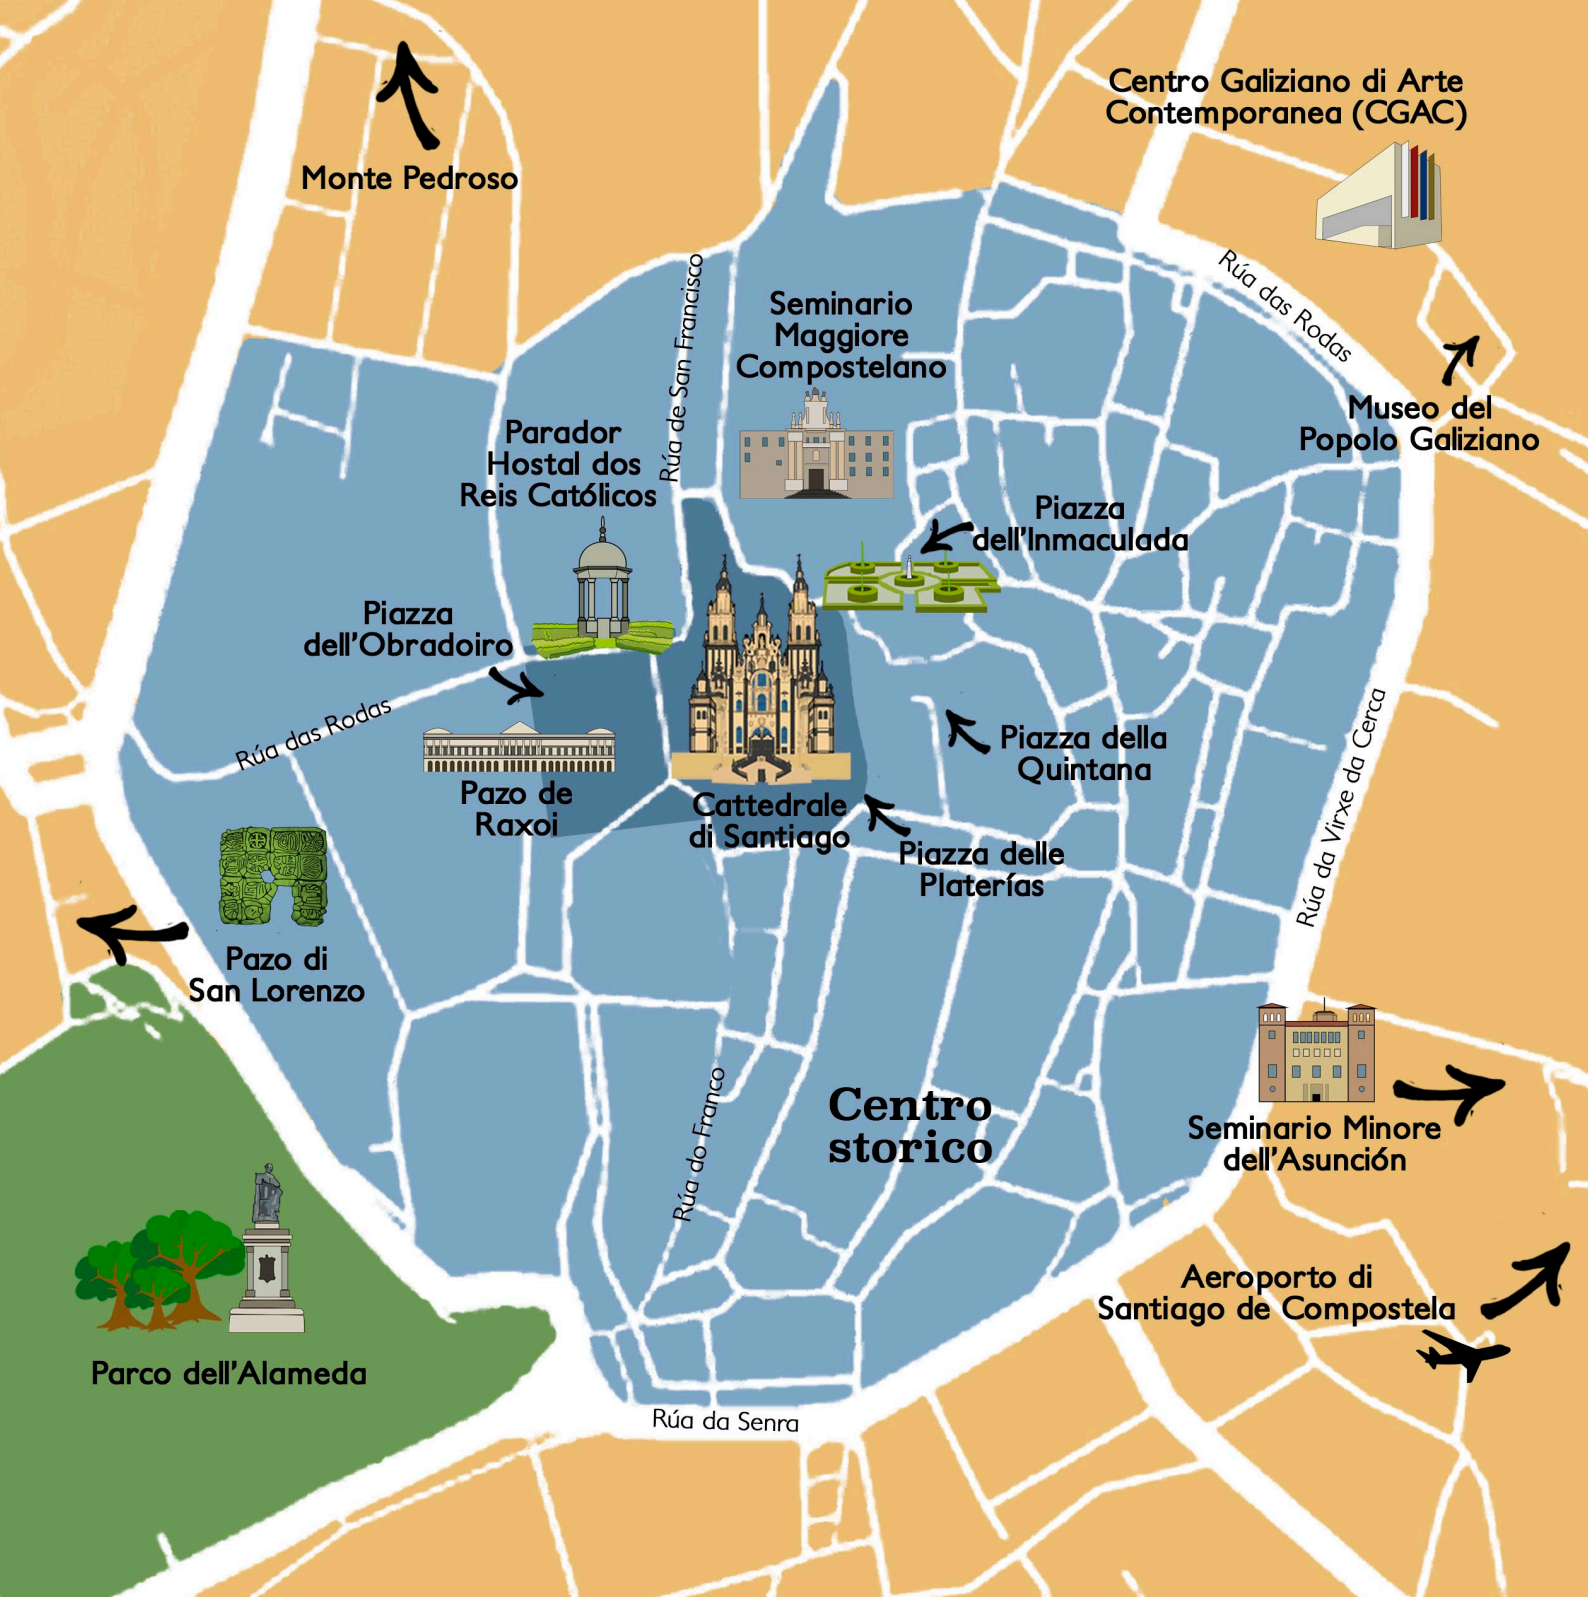 Centro Galiziano di Arte
Contemporanea (CGAC)
Monte Pedroso
Rúa das Rodas
Rúa de San Francisco
Seminario
Maggiore
Compostelano
Museo del
Popolo Galiziano
Parador
Hostal dos
Reis Católicos
Piazza
dell'Inmaculada
Piazza
dell'Obradoiro
Rúa das Rodas
Piazza della
Quintana
Rúa da Virxe da Cerca
Pazo de
Raxoi
Cattedrale
di Santiago
Piazza delle
Platerías
Pazo di
San Lorenzo
Rúa do Franco
Centro
storico
Seminario Minore
dell'Asunción
Aeroporto di
Santiago de Compostela
Parco dell'Alameda
Rúa da Senra